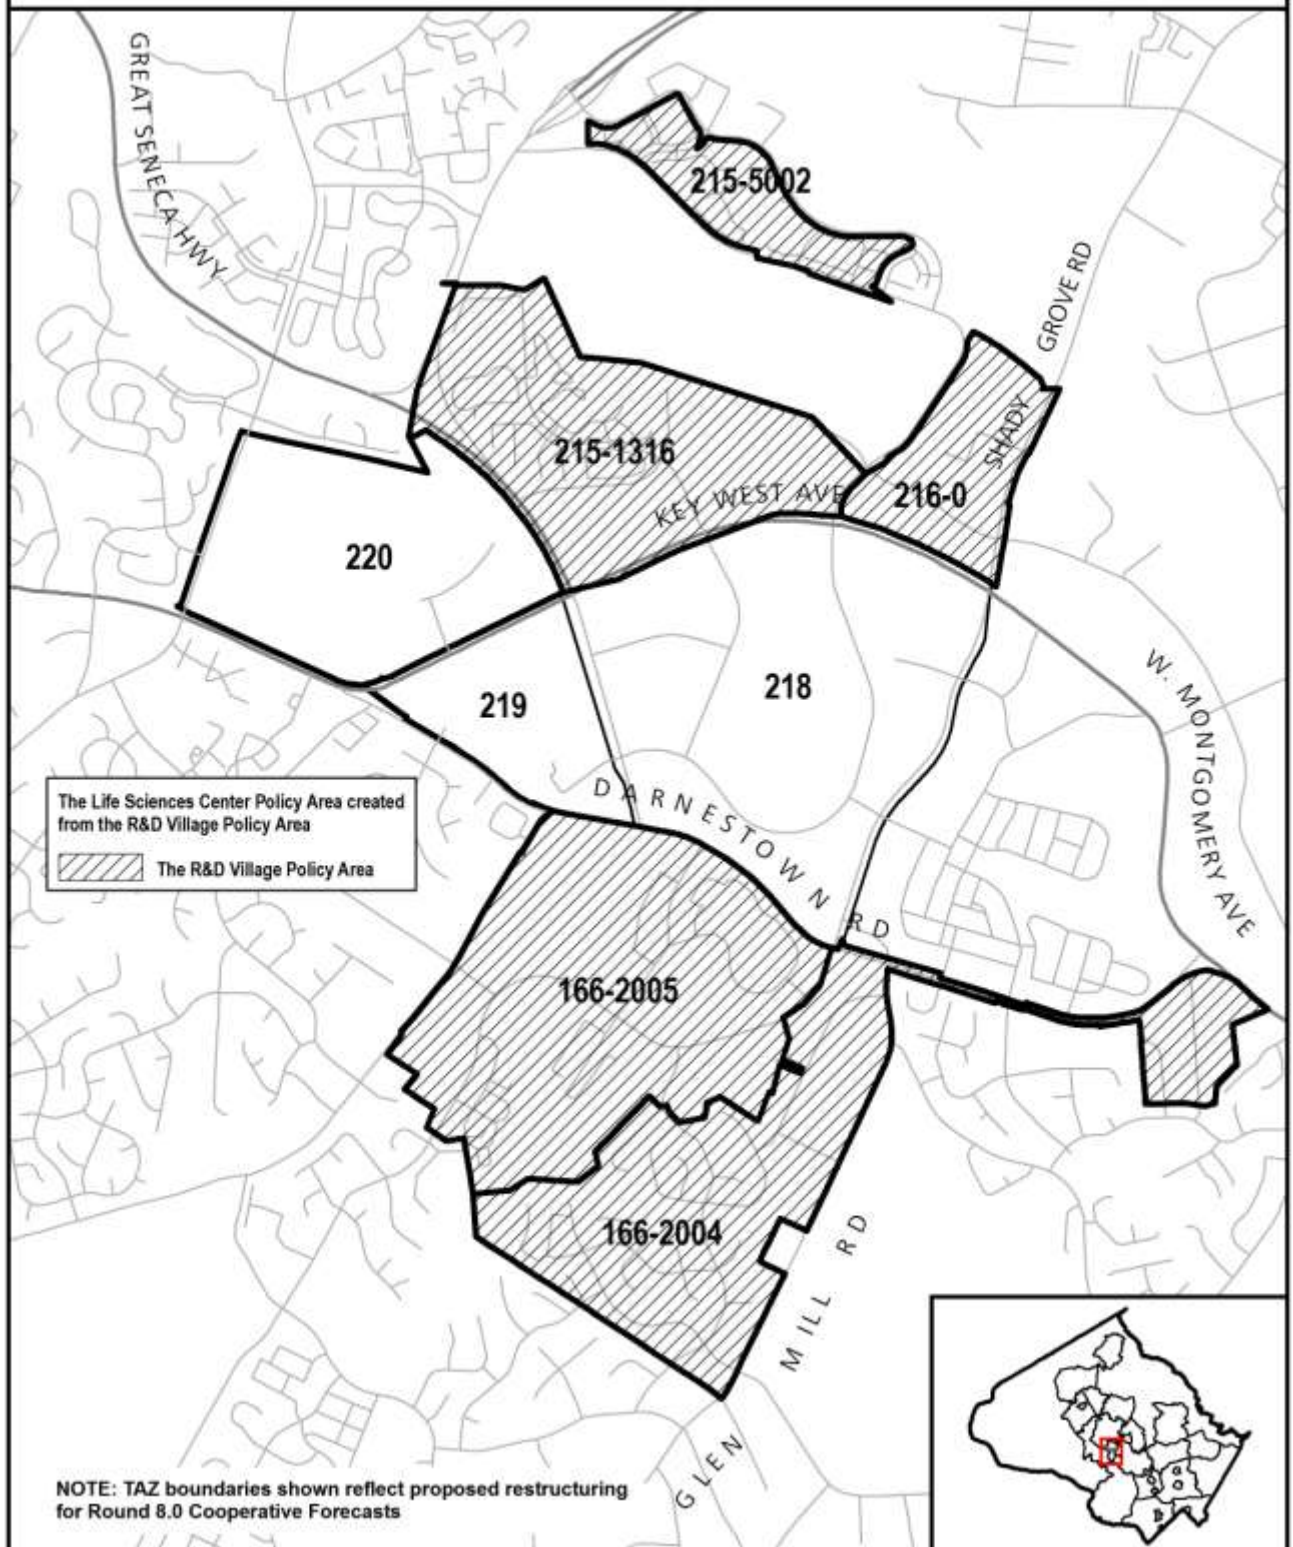 GREAT SENECA HWY
215-5002
GROVE RD
SHADY
215-1316
KEY WEST AVE
216-0
220
219
218
W. MONTGOMERY AVE
The Life Sciences Center Policy Area created
from the R&D Village Policy Area
The R&D Village Policy Area
DARNESTOWN RD
166-2005
166-2004
MILL RD
GLEN
NOTE: TAZ boundaries shown reflect proposed restructuring
for Round 8.0 Cooperative Forecasts